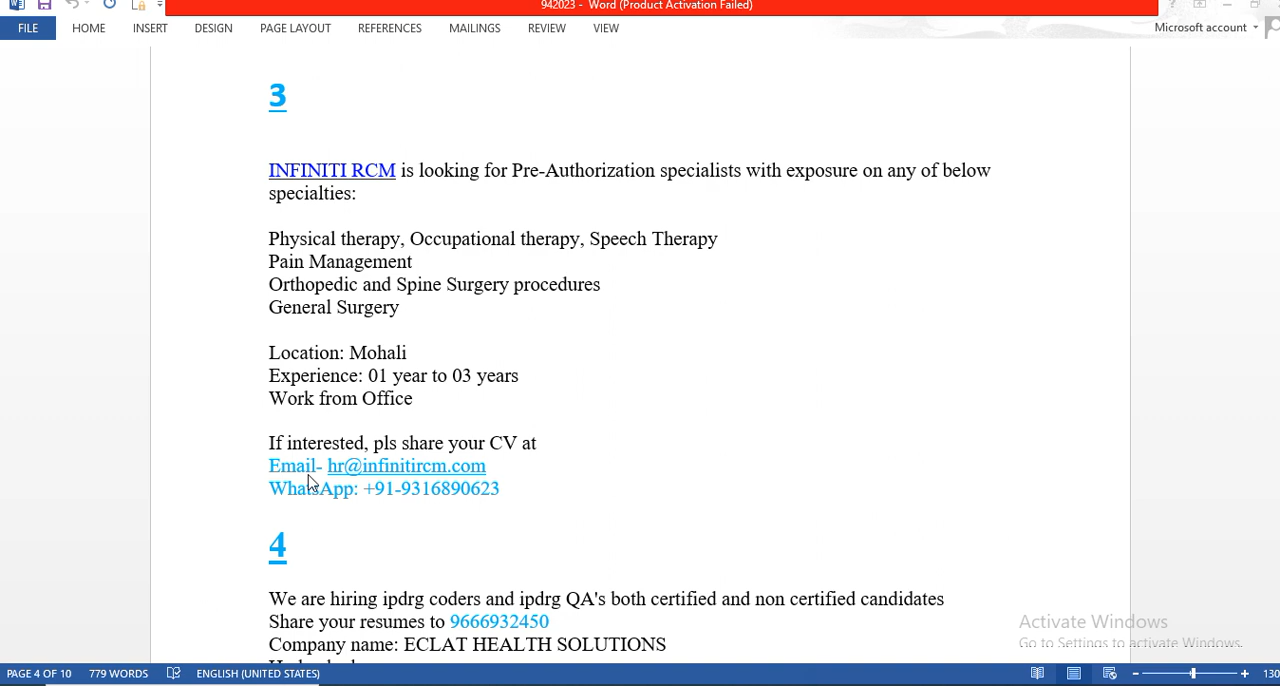 942023 - Word (Product Activation Failed)
FILE HOME INSERT DESIGN PAGE LAYOUT REFERENCES MAILINGS REVIEW VIEW Microsoft account
3
INFINITI RCM is looking for Pre-Authorization specialists with exposure on any of below
specialties:
Physical therapy, Occupational therapy, Speech Therapy
Pain Management
Orthopedic and Spine Surgery procedures
General Surgery
Location: Mohali
Experience: 01 year to 03 years
Work from Office
If interested, pls share your CV at
Email- hr@infinitircm.com
WhatsApp: +91-9316890623
4
We are hiring ipdrg coders and ipdrg QA's both certified and non certified candidates
Share your resumes to 9666932450
Company name: ECLAT HEALTH SOLUTIONS
Activate Windows
Go to Settings to activate Windows.
PAGE 4 OF 10 779 WORDS ENGLISH (UNITED STATES) 130